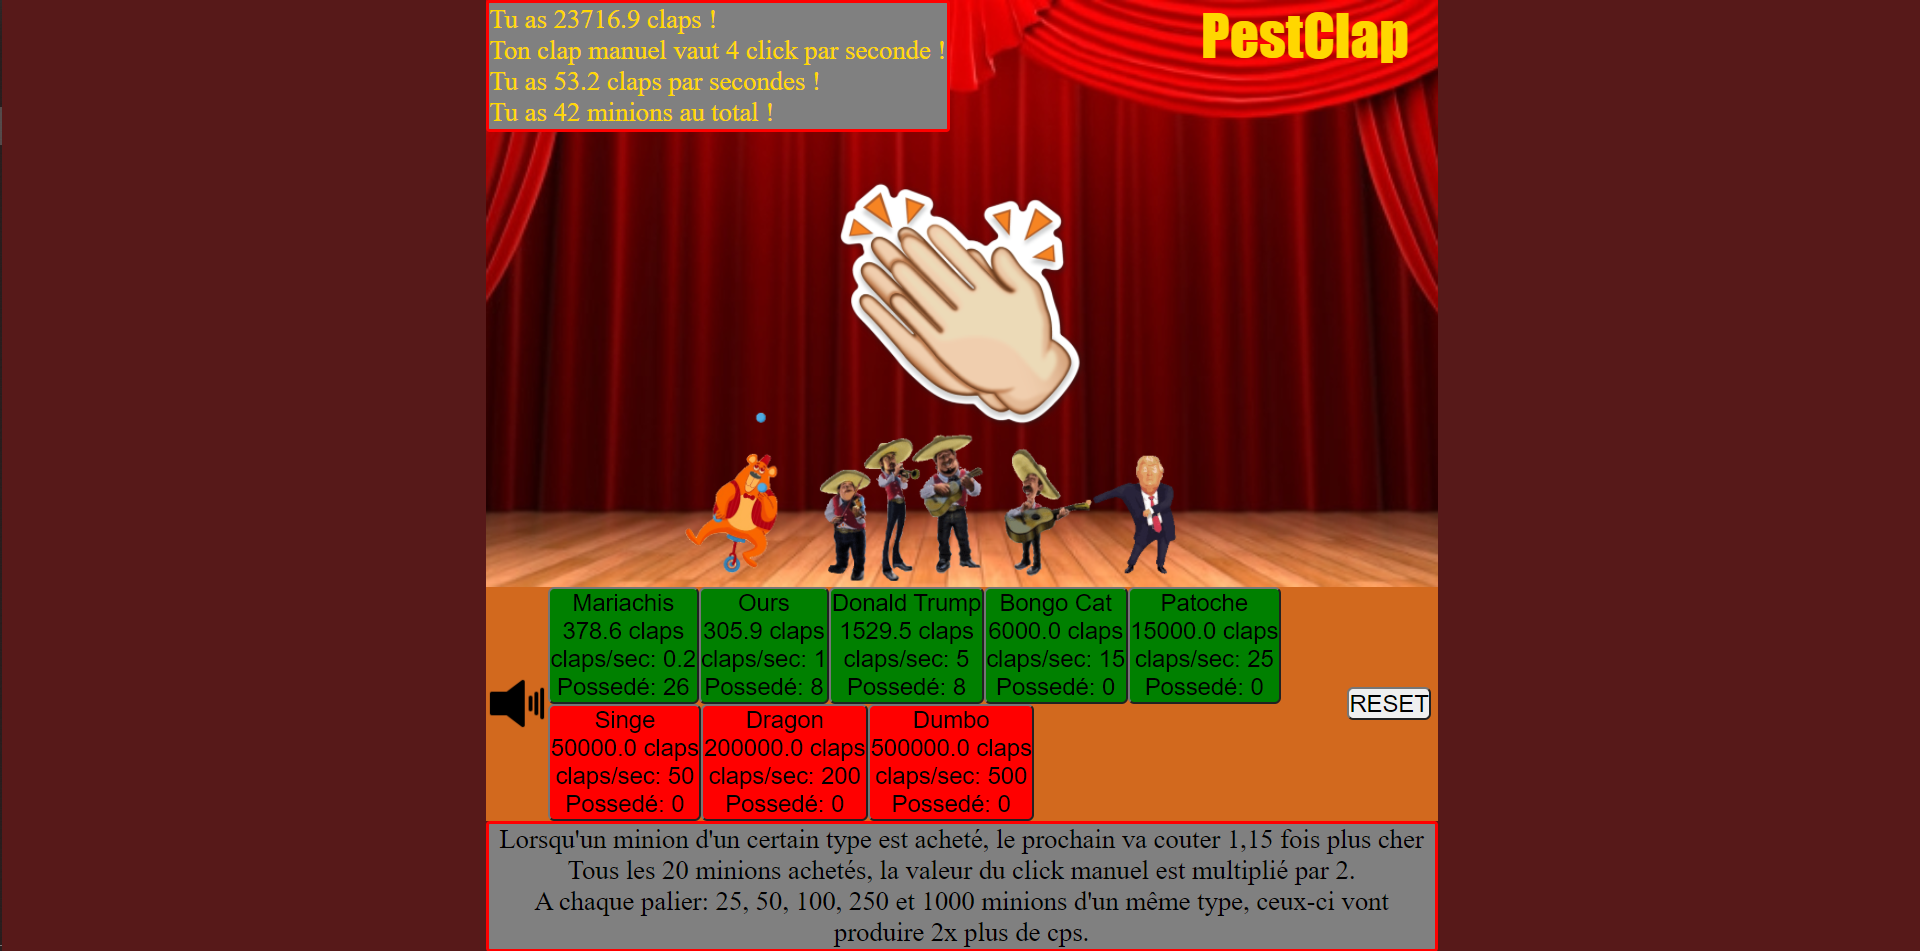 Tu as 23716.9 claps !
Ton clap manuel vaut 4 click par seconde !
Tu as 53.2 claps par secondes !
Tu as 42 minions au total !
PestClap
Mariachis
378.6 claps
claps/sec: 0.2
Possedé: 26
Ours
305.9 claps
claps/sec: 1
Possedé: 8
Donald Trump
1529.5 claps
claps/sec: 5
Possedé: 8
Bongo Cat
6000.0 claps
claps/sec: 15
Possedé: 0
Patoche
15000.0 claps
claps/sec: 25
Possedé: 0
Singe
50000.0 claps
claps/sec: 50
Possedé: 0
Dragon
200000.0 claps
claps/sec: 200
Possedé: 0
Dumbo
500000.0 claps
claps/sec: 500
Possedé: 0
RESET
Lorsqu'un minion d'un certain type est acheté, le prochain va couter 1,15 fois plus cher
Tous les 20 minions achetés, la valeur du click manuel est multiplié par 2.
A chaque palier: 25, 50, 100, 250 et 1000 minions d'un même type, ceux-ci vont
produire 2x plus de cps.